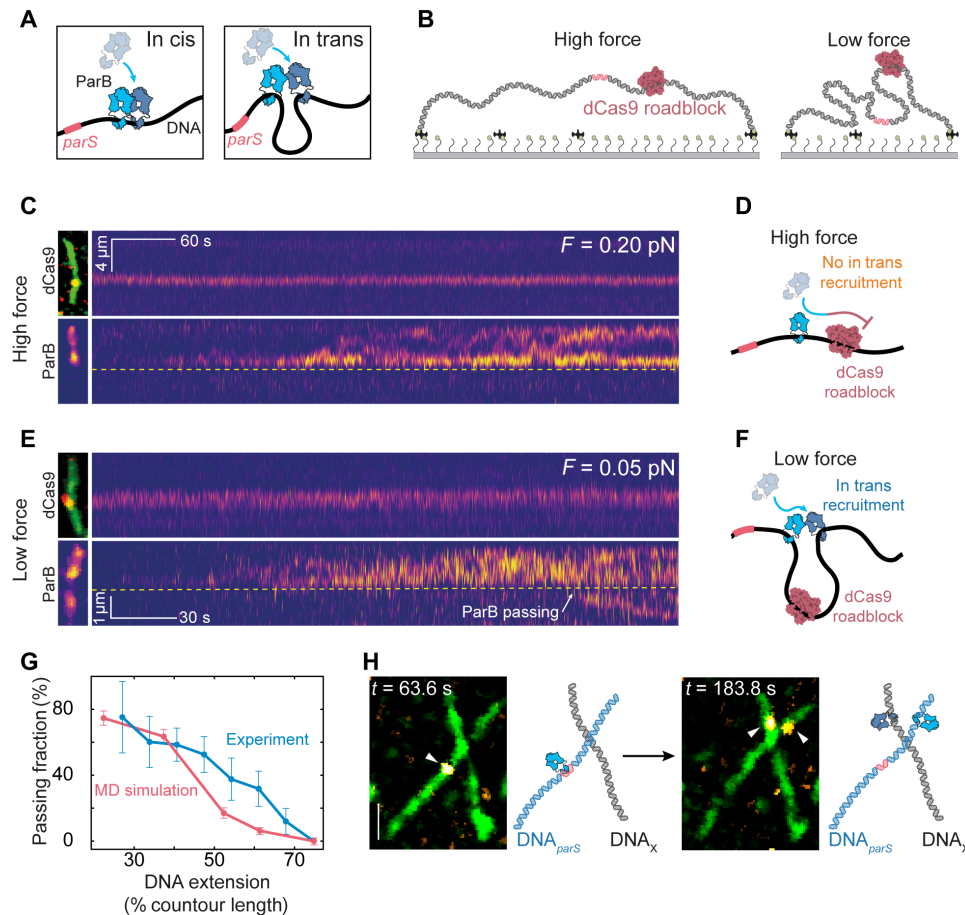 A
In cis
In trans
ParB
DNA
parS
parS
B
High force
Low force
dCas9 roadblock
C
High force
dCas9
ParB
4 μm
60 s
F = 0.20 pN
D
High force
No in trans
recruitment
dCas9
roadblock
E
Low force
dCas9
ParB
F = 0.05 pN
1 μm
30 s
ParB passing
F
Low force
In trans
recruitment
dCas9
roadblock
G
Passing fraction (%)
80
40
0
Experiment
MD simulation
30
50
70
DNA extension
(% countour length)
H
t = 63.6 s
DNAparS
DNAX
t = 183.8 s
DNAparS
DNAX